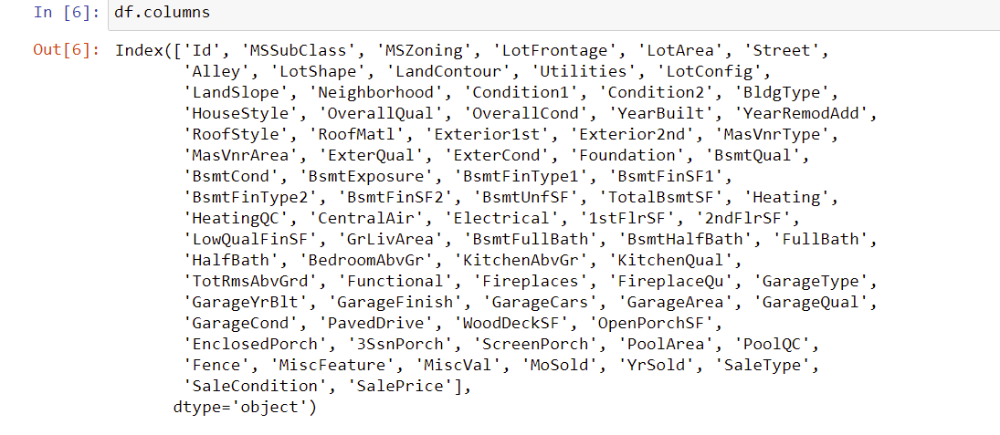 In [6]: df.columns
Out[6]: Index(['Id', 'MSSubClass', 'MSZoning', 'LotFrontage', 'LotArea', 'Street',
'Alley', 'LotShape', 'LandContour', 'Utilities', 'LotConfig',
'LandSlope', 'Neighborhood', 'Condition1', 'Condition2', 'BldgType',
'HouseStyle', 'OverallQual', 'OverallCond', 'YearBuilt', 'YearRemodAdd',
'RoofStyle', 'RoofMatl', 'Exterior1st', 'Exterior2nd', 'MasVnrType',
'MasVnrArea', 'ExterQual', 'ExterCond', 'Foundation', 'BsmtQual',
'BsmtCond', 'BsmtExposure', 'BsmtFinType1', 'BsmtFinSF1',
'BsmtFinType2', 'BsmtFinSF2', 'BsmtUnfSF', 'TotalBsmtSF', 'Heating',
'HeatingQC', 'CentralAir', 'Electrical', '1stFlrSF', '2ndFlrSF',
'LowQualFinSF', 'GrLivArea', 'BsmtFullBath', 'BsmtHalfBath', 'FullBath',
'HalfBath', 'BedroomAbvGr', 'KitchenAbvGr', 'KitchenQual',
'TotRmsAbvGrd', 'Functional', 'Fireplaces', 'FireplaceQu', 'GarageType',
'GarageYrBlt', 'GarageFinish', 'GarageCars', 'GarageArea', 'GarageQual',
'GarageCond', 'PavedDrive', 'WoodDeckSF', 'OpenPorchSF',
'EnclosedPorch', '3SsnPorch', 'ScreenPorch', 'PoolArea', 'PoolQC',
'Fence', 'MiscFeature', 'MiscVal', 'MoSold', 'YrSold', 'SaleType',
'SaleCondition', 'SalePrice'],
dtype='object')